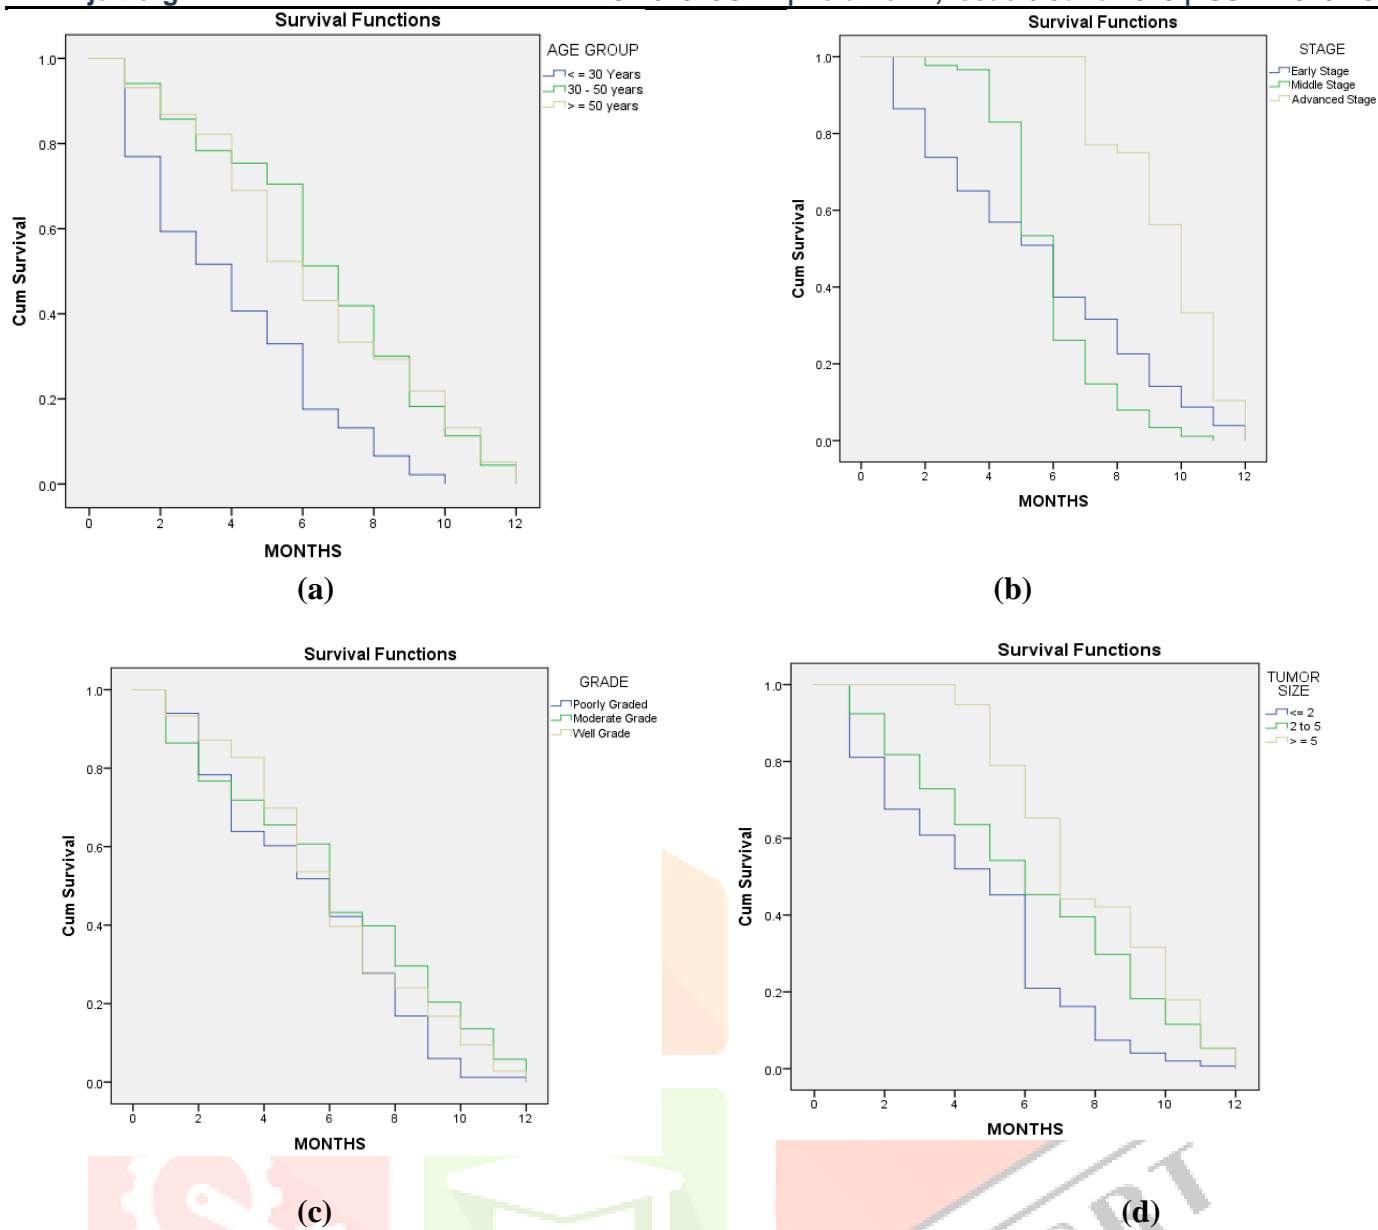 Survival Functions
AGE GROUP
< = 30 Years
30 - 50 years
> = 50 years
1.0
0.8
0.6
0.4
0.2
0.0
Cum Survival
0 2 4 6 8 10 12
MONTHS
(a)
Survival Functions
STAGE
Early Stage
Middle Stage
Advanced Stage
1.0
0.8
0.6
0.4
0.2
0.0
Cum Survival
0 2 4 6 8 10 12
MONTHS
(b)
Survival Functions
GRADE
Poorly Graded
Moderate Grade
Well Grade
1.0
0.8
0.6
0.4
0.2
0.0
Cum Survival
0 2 4 6 8 10 12
MONTHS
(c)
Survival Functions
TUMOR
SIZE
<= 2
2 to 5
> = 5
1.0
0.8
0.6
0.4
0.2
0.0
Cum Survival
0 2 4 6 8 10 12
MONTHS
(d)